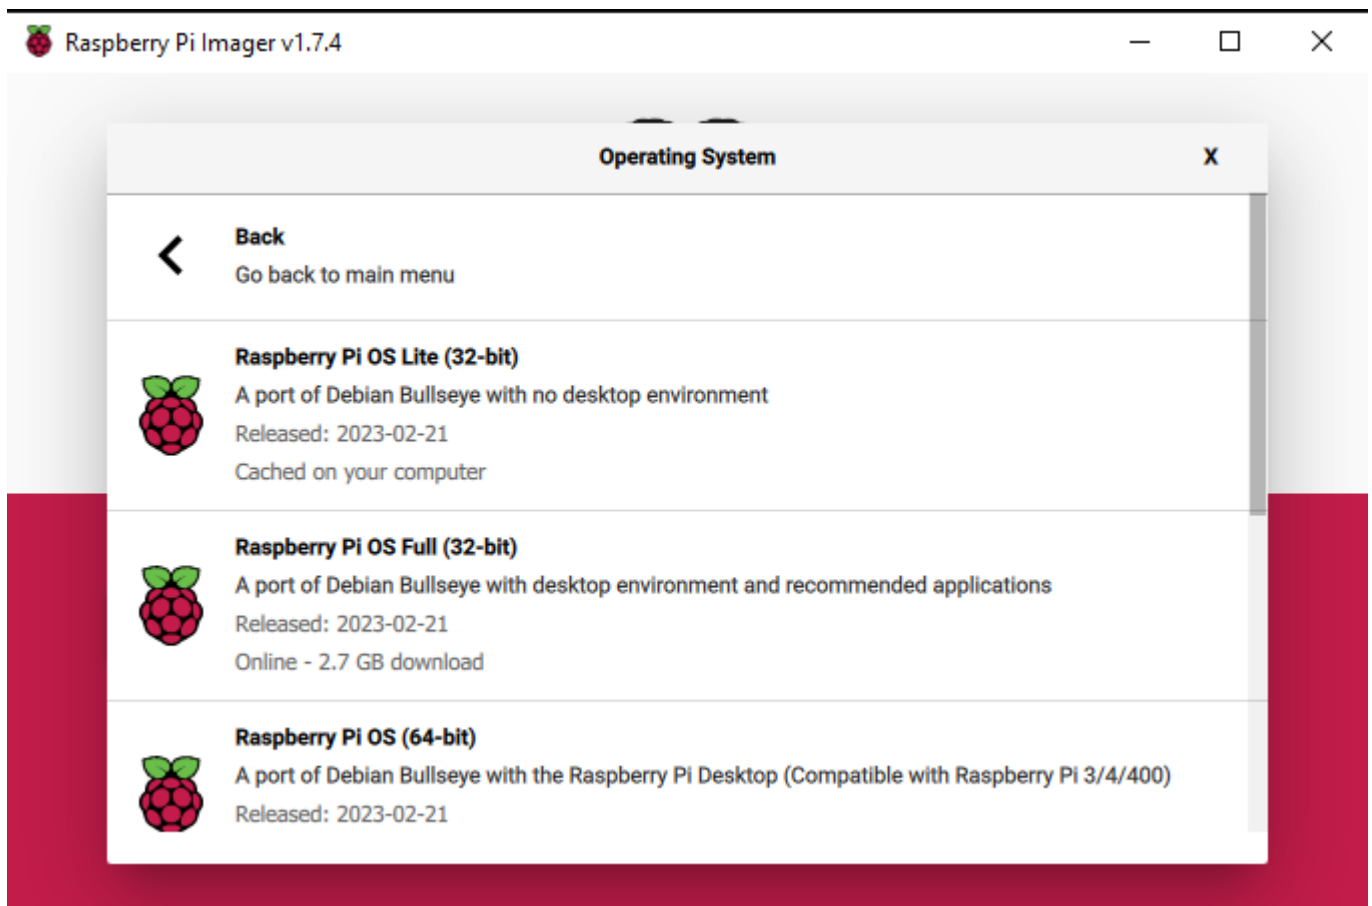 Raspberry Pi Imager v1.7.4
Operating System X
Back
Go back to main menu
Raspberry Pi OS Lite (32-bit)
A port of Debian Bullseye with no desktop environment
Released: 2023-02-21
Cached on your computer
Raspberry Pi OS Full (32-bit)
A port of Debian Bullseye with desktop environment and recommended applications
Released: 2023-02-21
Online - 2.7 GB download
Raspberry Pi OS (64-bit)
A port of Debian Bullseye with the Raspberry Pi Desktop (Compatible with Raspberry Pi 3/4/400)
Released: 2023-02-21